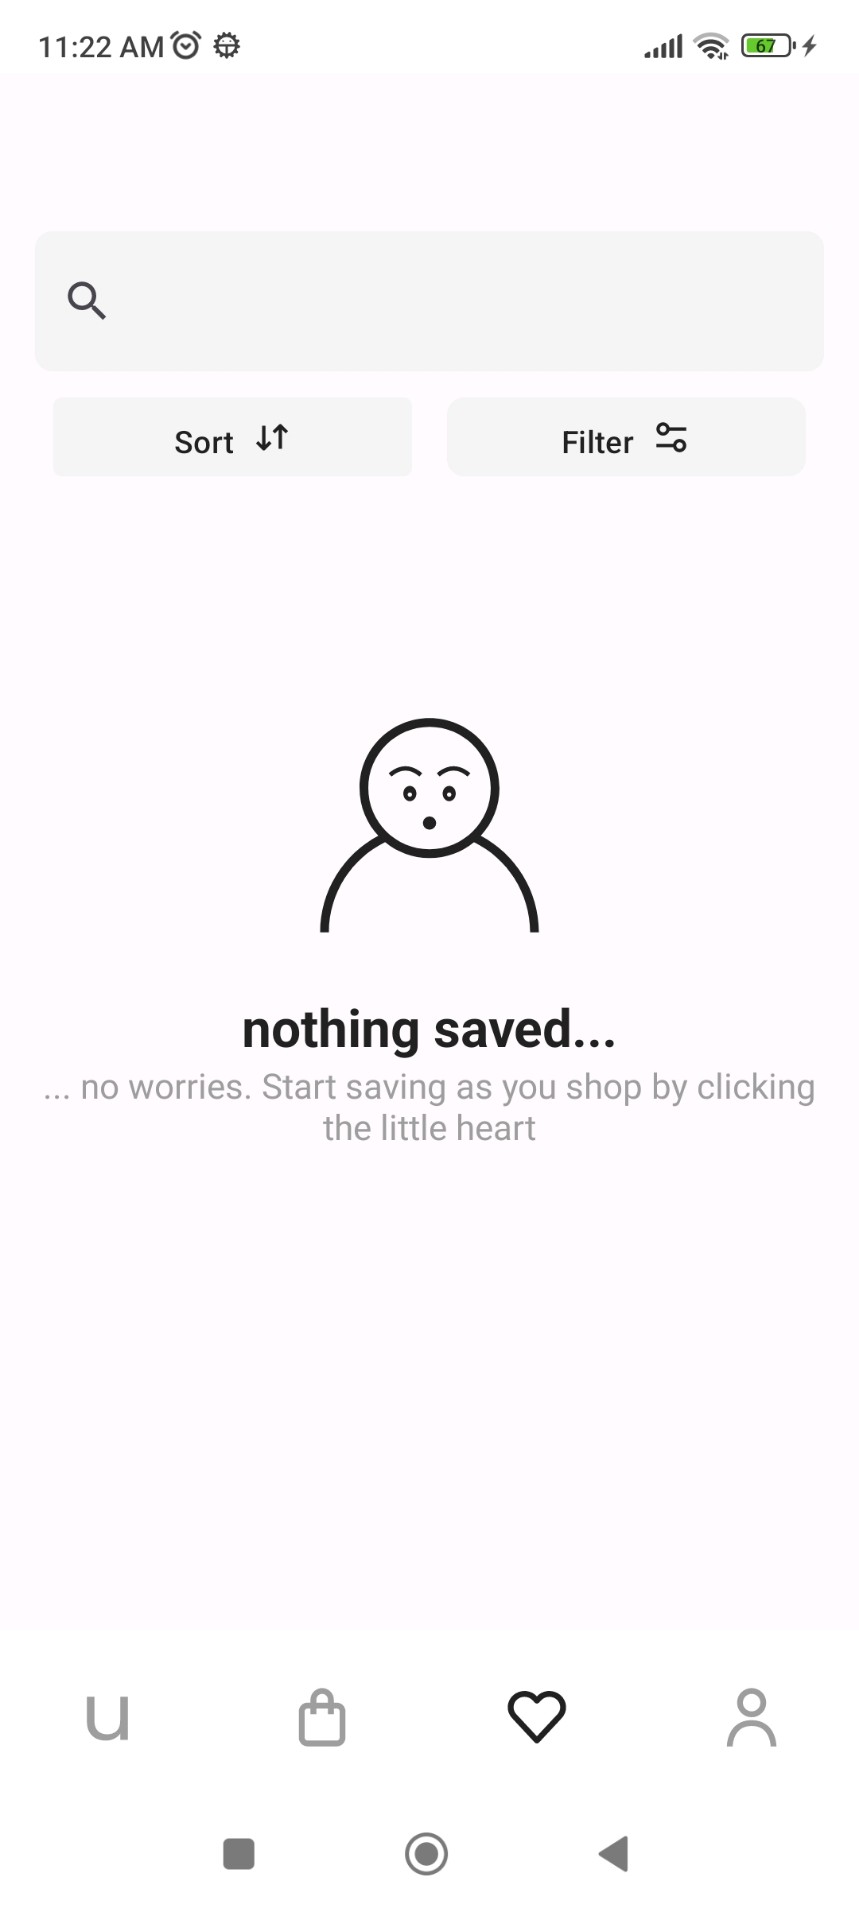 11:22 AM
67
Sort
Filter
nothing saved...
... no worries. Start saving as you shop by clicking
the little heart
u